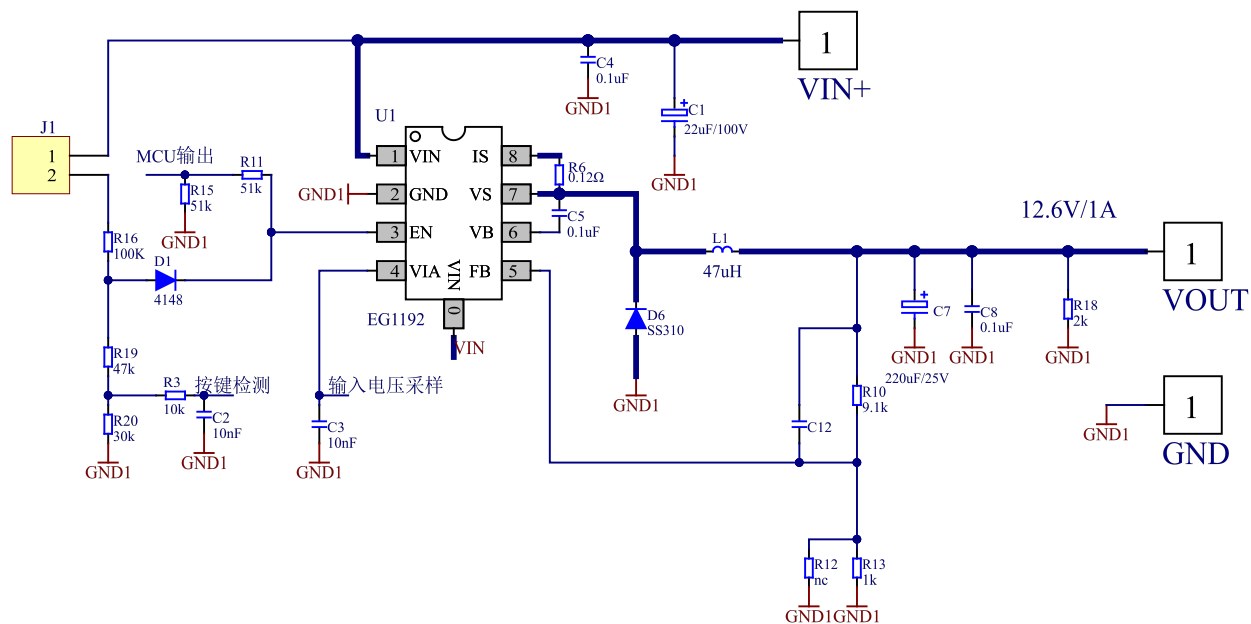 1
VIN+
C4
0.1uF
GND1
C1
22uF/100V
GND1
J1
1
2
MCU输出
R11
51k
R15
51k
GND1
R16
100K
D1
4148
R19
47k
R3
10k
按键检测
C2
10nF
GND1
R20
30k
GND1
U1
1 VIN IS 8
GND1 2 GND VS 7
3 EN VB 6
4 VIA FB 5
VIN
0
EG1192
VIN
输入电压采样
C3
10nF
GND1
R6
0.12Ω
C5
0.1uF
L1
47uH
D6
SS310
GND1
12.6V/1A
1
VOUT
C7
GND1
220uF/25V
C8
0.1uF
GND1
R18
2k
GND1
R10
9.1k
C12
1
GND1
GND
R12
nc
GND1
R13
1k
GND1